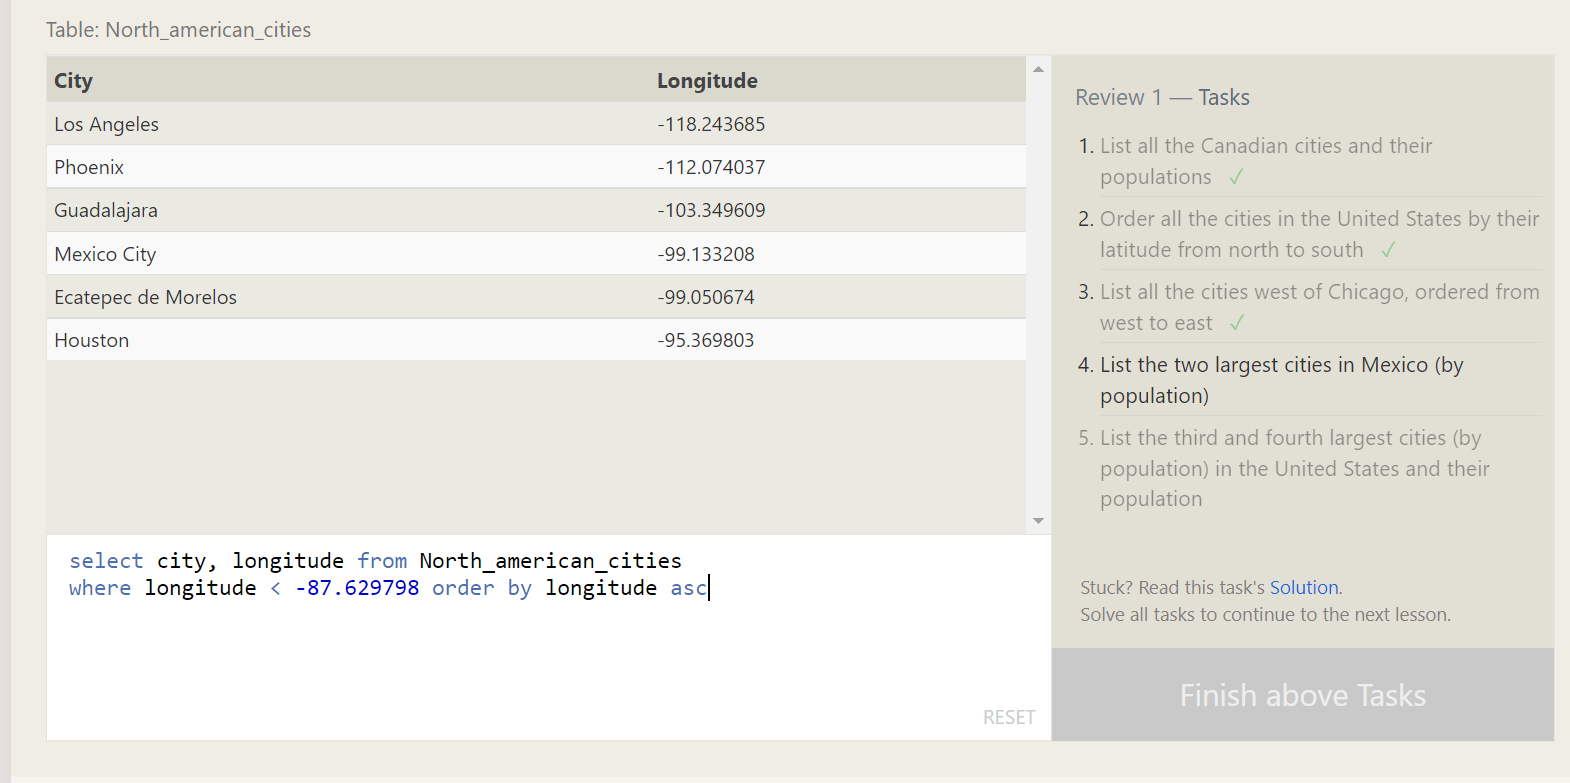 Table: North_american_cities
City Longitude
Los Angeles -118.243685
Phoenix -112.074037
Guadalajara -103.349609
Mexico City -99.133208
Ecatepec de Morelos -99.050674
Houston -95.369803
select city, longitude from North_american_cities
where longitude < -87.629798 order by longitude asc
RESET
Review 1 — Tasks
1. List all the Canadian cities and their
populations ✓
2. Order all the cities in the United States by their
latitude from north to south ✓
3. List all the cities west of Chicago, ordered from
west to east ✓
4. List the two largest cities in Mexico (by
population)
5. List the third and fourth largest cities (by
population) in the United States and their
population
Stuck? Read this task's Solution.
Solve all tasks to continue to the next lesson.
Finish above Tasks